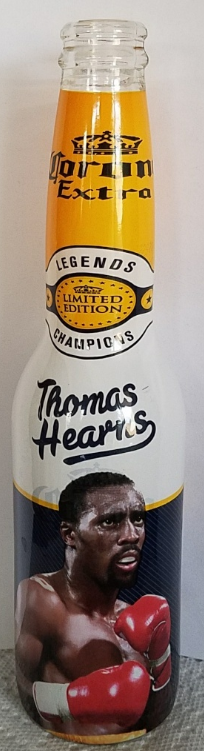 Corona
Extra
LEGENDS
LIMITED
EDITION
CHAMPIONS
Thomas
Hearns